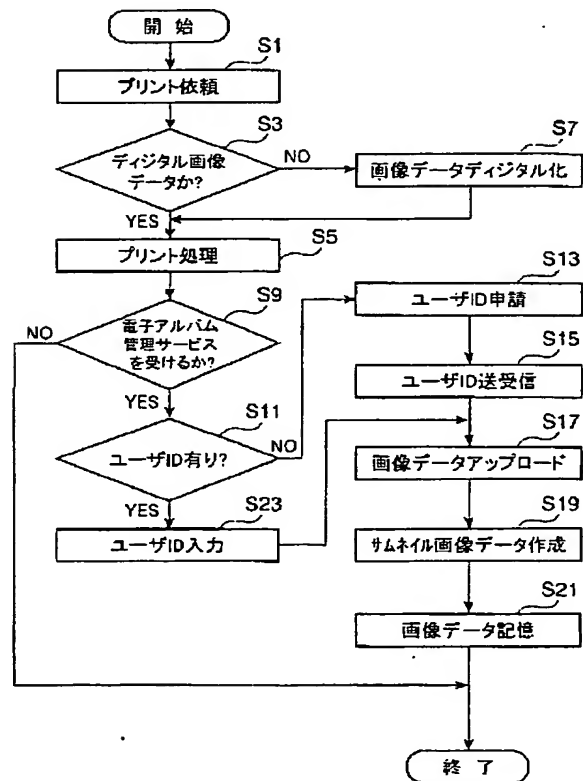 開 始
S1
プリント依頼
S3
ディジタル画像
データか?
NO
YES
S7
画像データディジタル化
S5
プリント処理
S9
電子アルバム
管理サービス
を受けるか?
NO
YES
S11
ユーザID有り?
NO
YES
S23
ユーザID入力
S13
ユーザID申請
S15
ユーザID送受信
S17
画像データアップロード
S19
サムネイル画像データ作成
S21
画像データ記憶
終 了